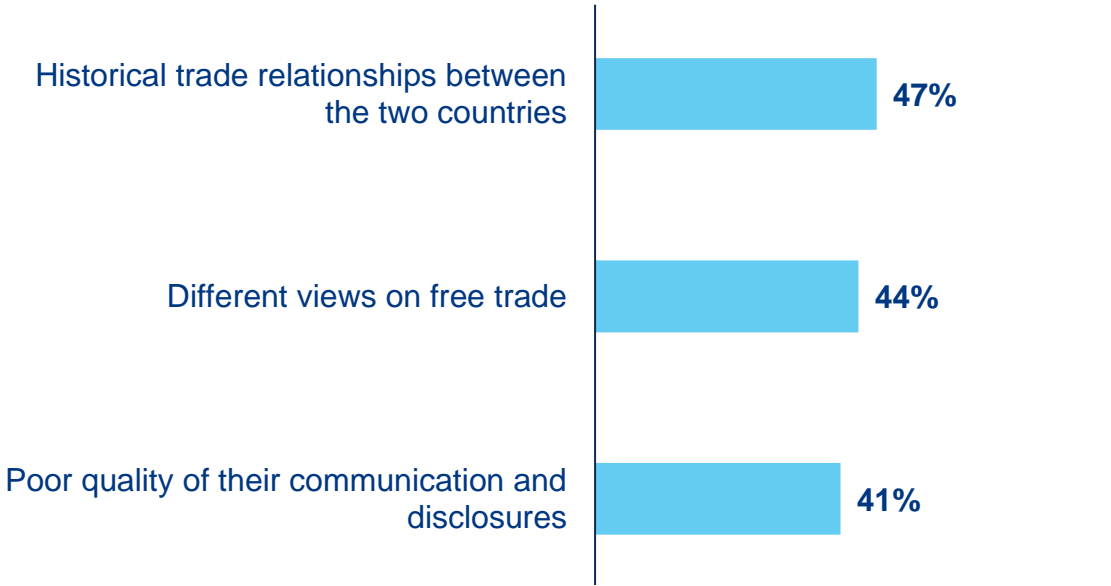 Historical trade relationships between
the two countries
47%
Different views on free trade
44%
Poor quality of their communication and
disclosures
41%